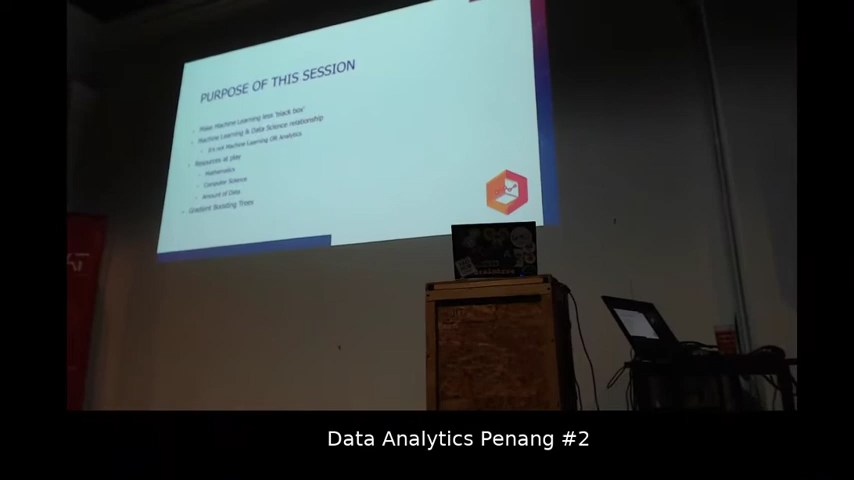 PURPOSE OF THIS SESSION
Make Machine Learning less 'black box'
Machine Learning & Data Science relationship
It's not Machine Learning OR Analytics
Resources at play
Mathematics
Computer Science
Amount of Data
Gradient Boosting Trees
Data Analytics Penang #2